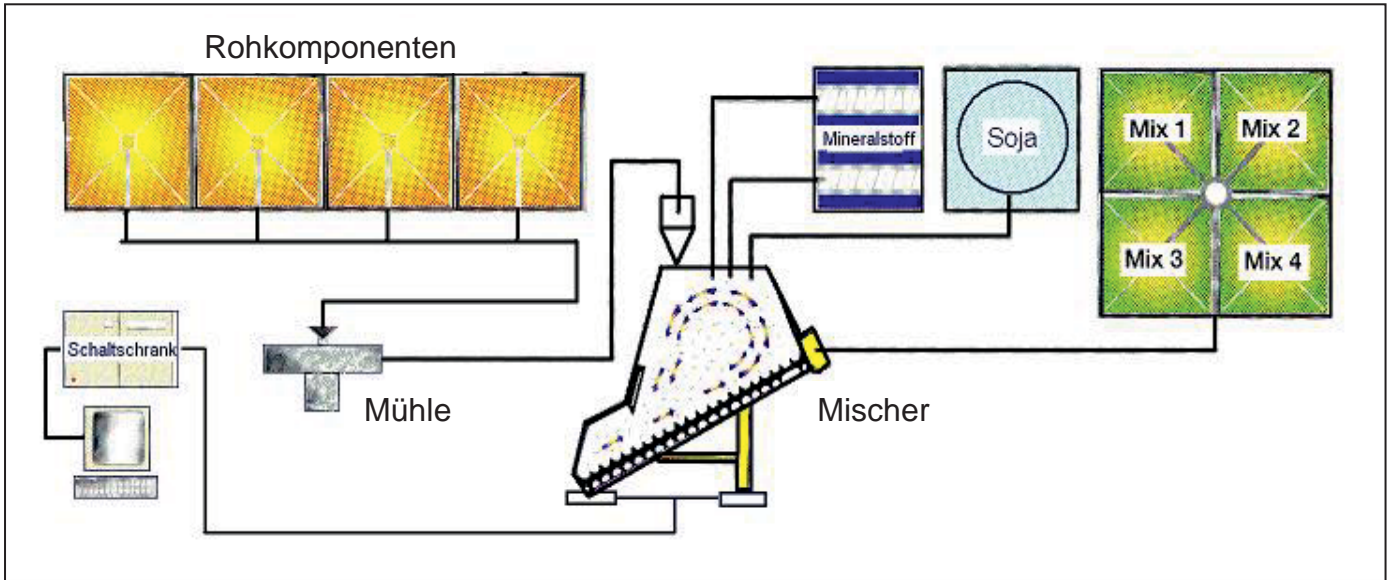 Rohkomponenten
Mineralstoff
Soja
Mix 1
Mix 2
Mix 3
Mix 4
Schaltschrank
Mühle
Mischer